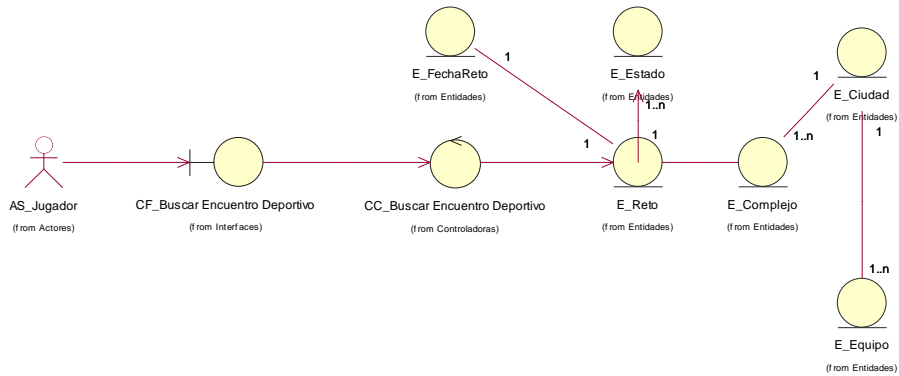 1
E_FechaReto
(from Entidades)
E_Estado
(from Entidades)
1
E_Ciudad
(from Entidades)
1..n
1
1
1..n
1
AS_Jugador
(from Actores)
CF_Buscar Encuentro Deportivo
(from Interfaces)
CC_Buscar Encuentro Deportivo
(from Controladoras)
E_Reto
(from Entidades)
E_Complejo
(from Entidades)
1..n
E_Equipo
(from Entidades)